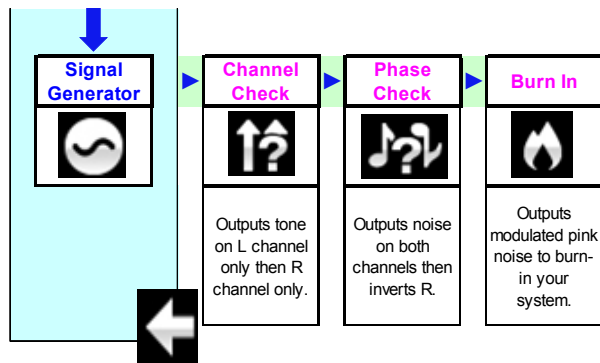 Signal
Generator
Channel
Check
Phase
Check
Burn In
Outputs tone
on L channel
only then R
channel only.
Outputs noise
on both
channels then
inverts R.
Outputs
modulated pink
noise to burn-
in your
system.